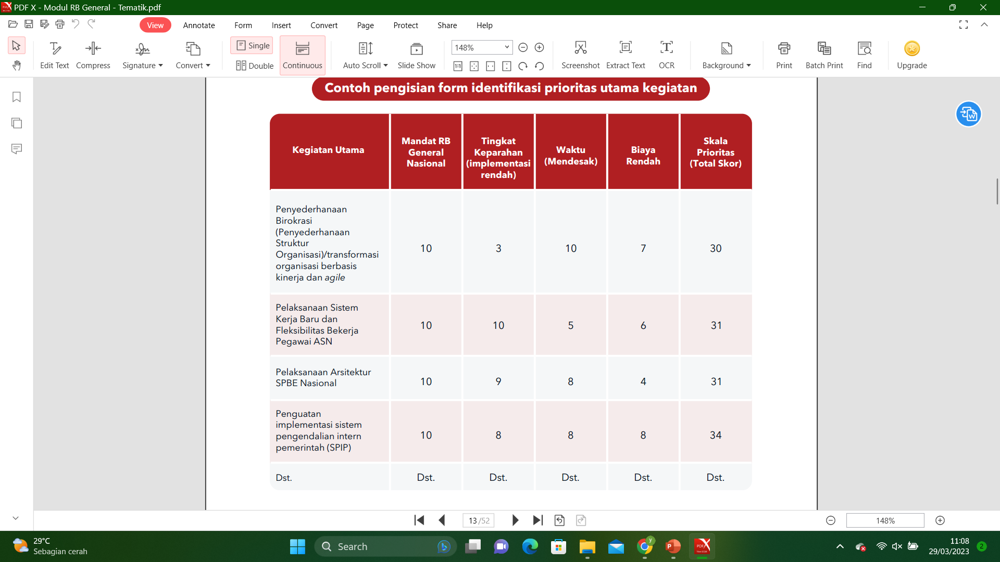 PDF X - Modul RB General - Tematik.pdf
View Annotate Form Insert Convert Page Protect Share Help
Edit Text Compress Signature Convert Single Double Continuous Auto Scroll Slide Show 148% Screenshot Extract Text OCR Background Print Batch Print Find Upgrade
Contoh pengisian form identifikasi prioritas utama kegiatan
Kegiatan Utama
Mandat RB
General
Nasional
Tingkat
Keparahan
(implementasi
rendah)
Waktu
(Mendesak)
Biaya
Rendah
Skala
Prioritas
(Total Skor)
Penyederhanaan
Birokrasi
(Penyederhanaan
Struktur
Organisasi)/transformasi
organisasi berbasis
kinerja dan agile
10 3 10 7 30
Pelaksanaan Sistem
Kerja Baru dan
Fleksibilitas Bekerja
Pegawai ASN
10 10 5 6 31
Pelaksanaan Arsitektur
SPBE Nasional
10 9 8 4 31
Penguatan
implementasi sistem
pengendalian intern
pemerintah (SPIP)
10 8 8 8 34
Dst. Dst. Dst. Dst. Dst. Dst.
13 /52
148%
29°C
Sebagian cerah
Search
11:08
29/03/2023
2